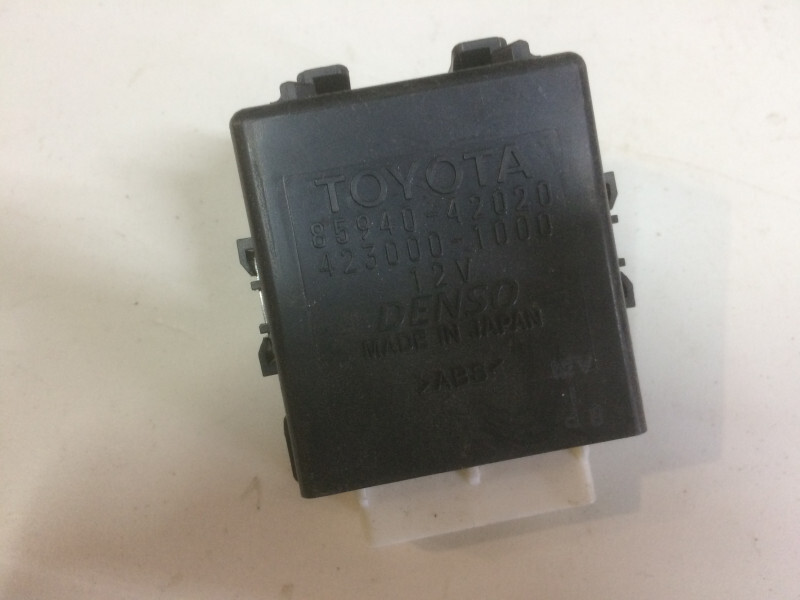 TOYOTA
85940-42020
423000-1000
12V
DENSO
MADE IN JAPAN
>ABS<